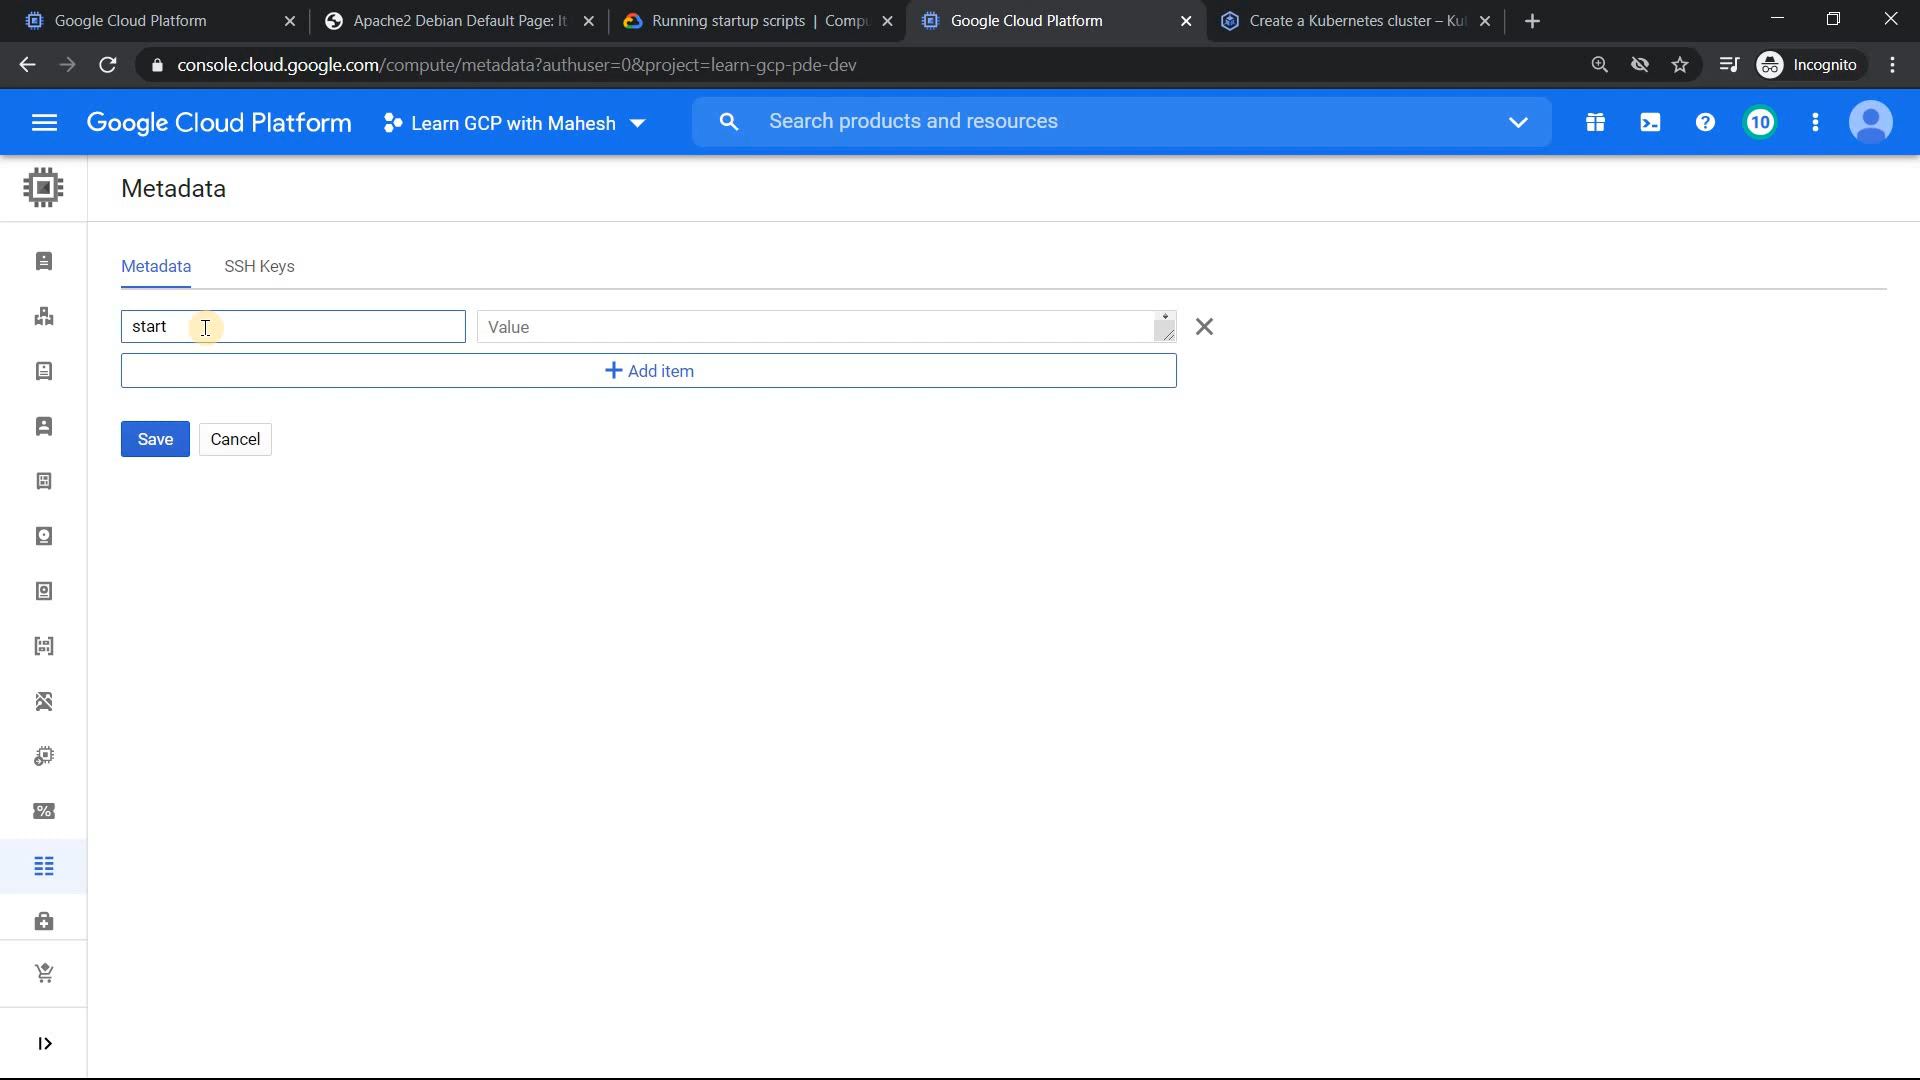 Google Cloud Platform
Apache2 Debian Default Page: It
Running startup scripts | Compu
Google Cloud Platform
Create a Kubernetes cluster – Ku
console.cloud.google.com/compute/metadata?authuser=0&project=learn-gcp-pde-dev
Incognito
Google Cloud Platform
Learn GCP with Mahesh
Search products and resources
10
Metadata
Metadata
SSH Keys
start
Value
Add item
Save
Cancel